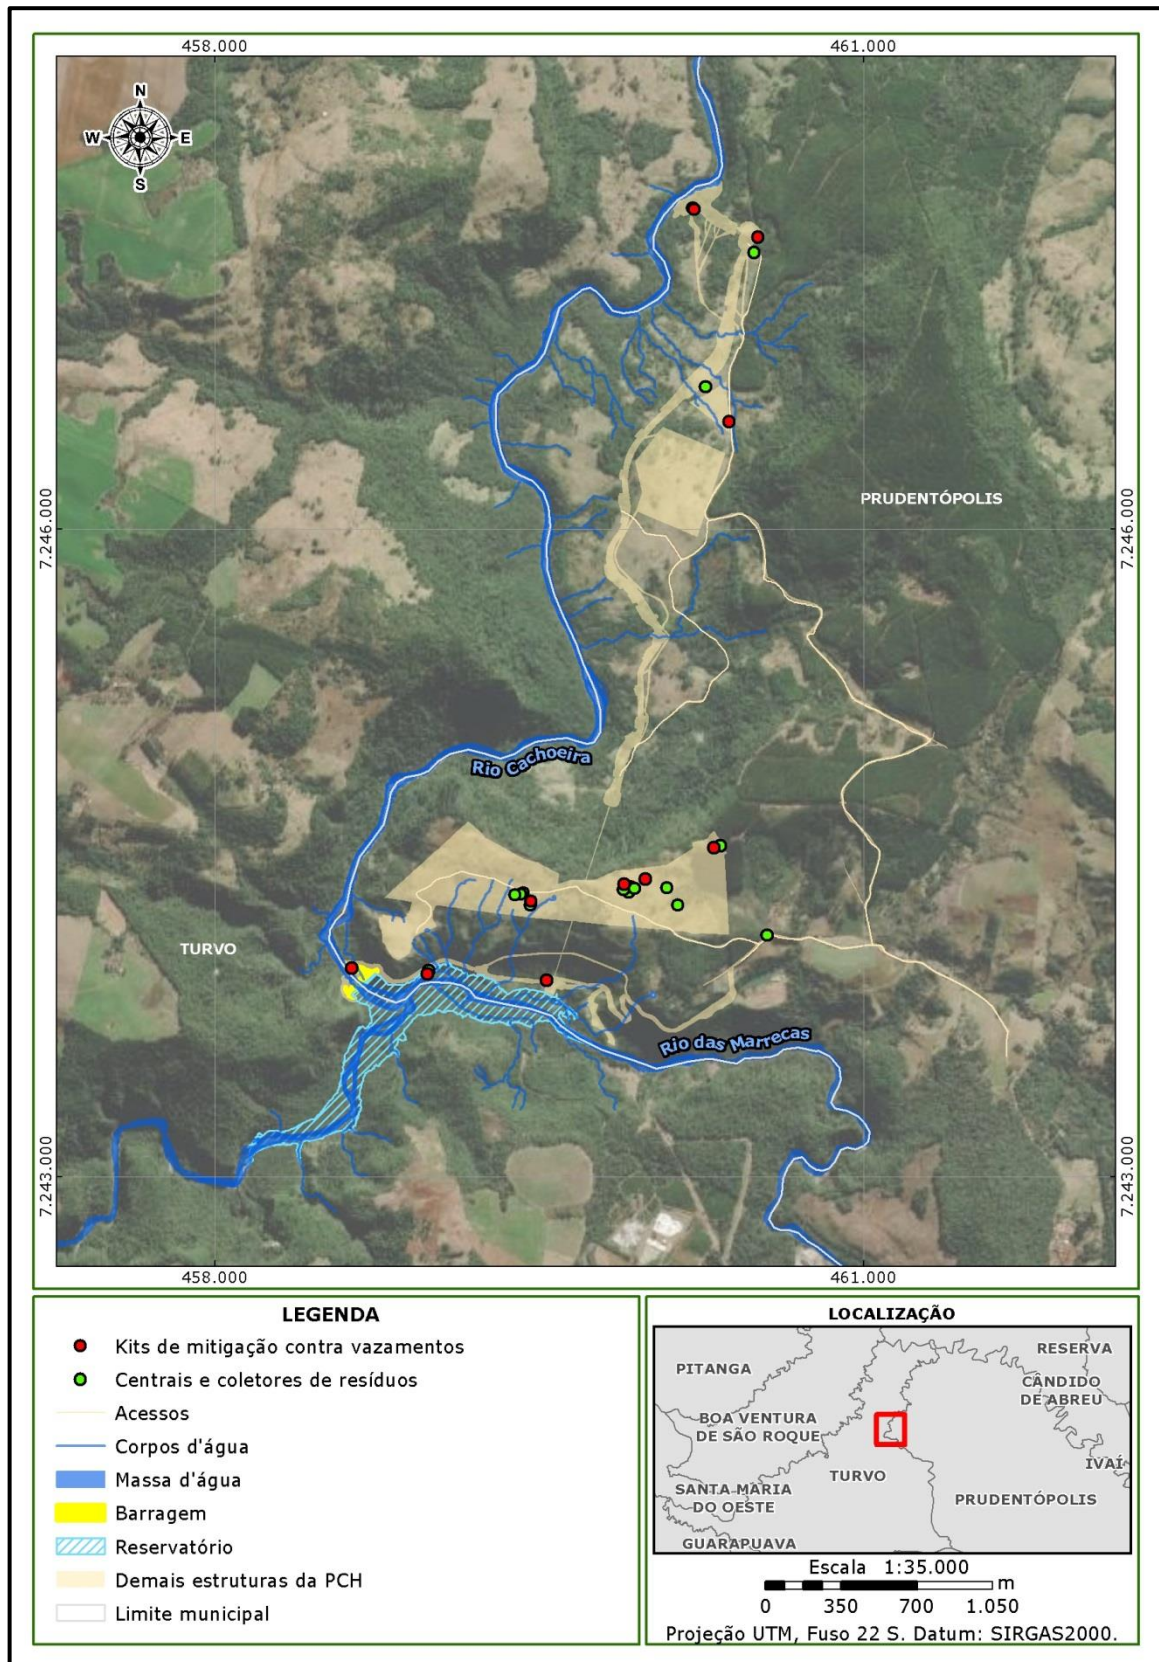 458.000
461.000
N
W
E
S
7.246.000
PRUDENTÓPOLIS
7.246.000
Rio Cachoeira
TURVO
Rio das Marrecas
7.243.000
7.243.000
458.000
461.000
LEGENDA
Kits de mitigação contra vazamentos
Centrais e coletores de resíduos
Acessos
Corpos d'água
Massa d'água
Barragem
Reservatório
Demais estruturas da PCH
Limite municipal
LOCALIZAÇÃO
RESERVA
PITANGA
CÂNDIDO
DE ABREU
BOA VENTURA
DE SÃO ROQUE
IVAÍ
TURVO
SANTA MARIA
DO OESTE
PRUDENTÓPOLIS
GUARAPUAVA
Escala 1:35.000
m
0 350 700 1.050
Projeção UTM, Fuso 22 S. Datum: SIRGAS2000.